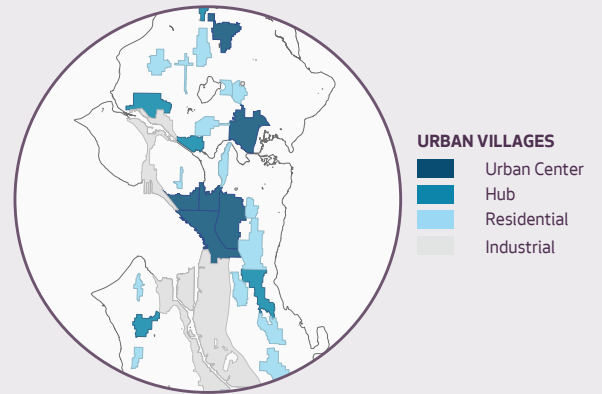 URBAN VILLAGES
Urban Center
Hub
Residential
Industrial